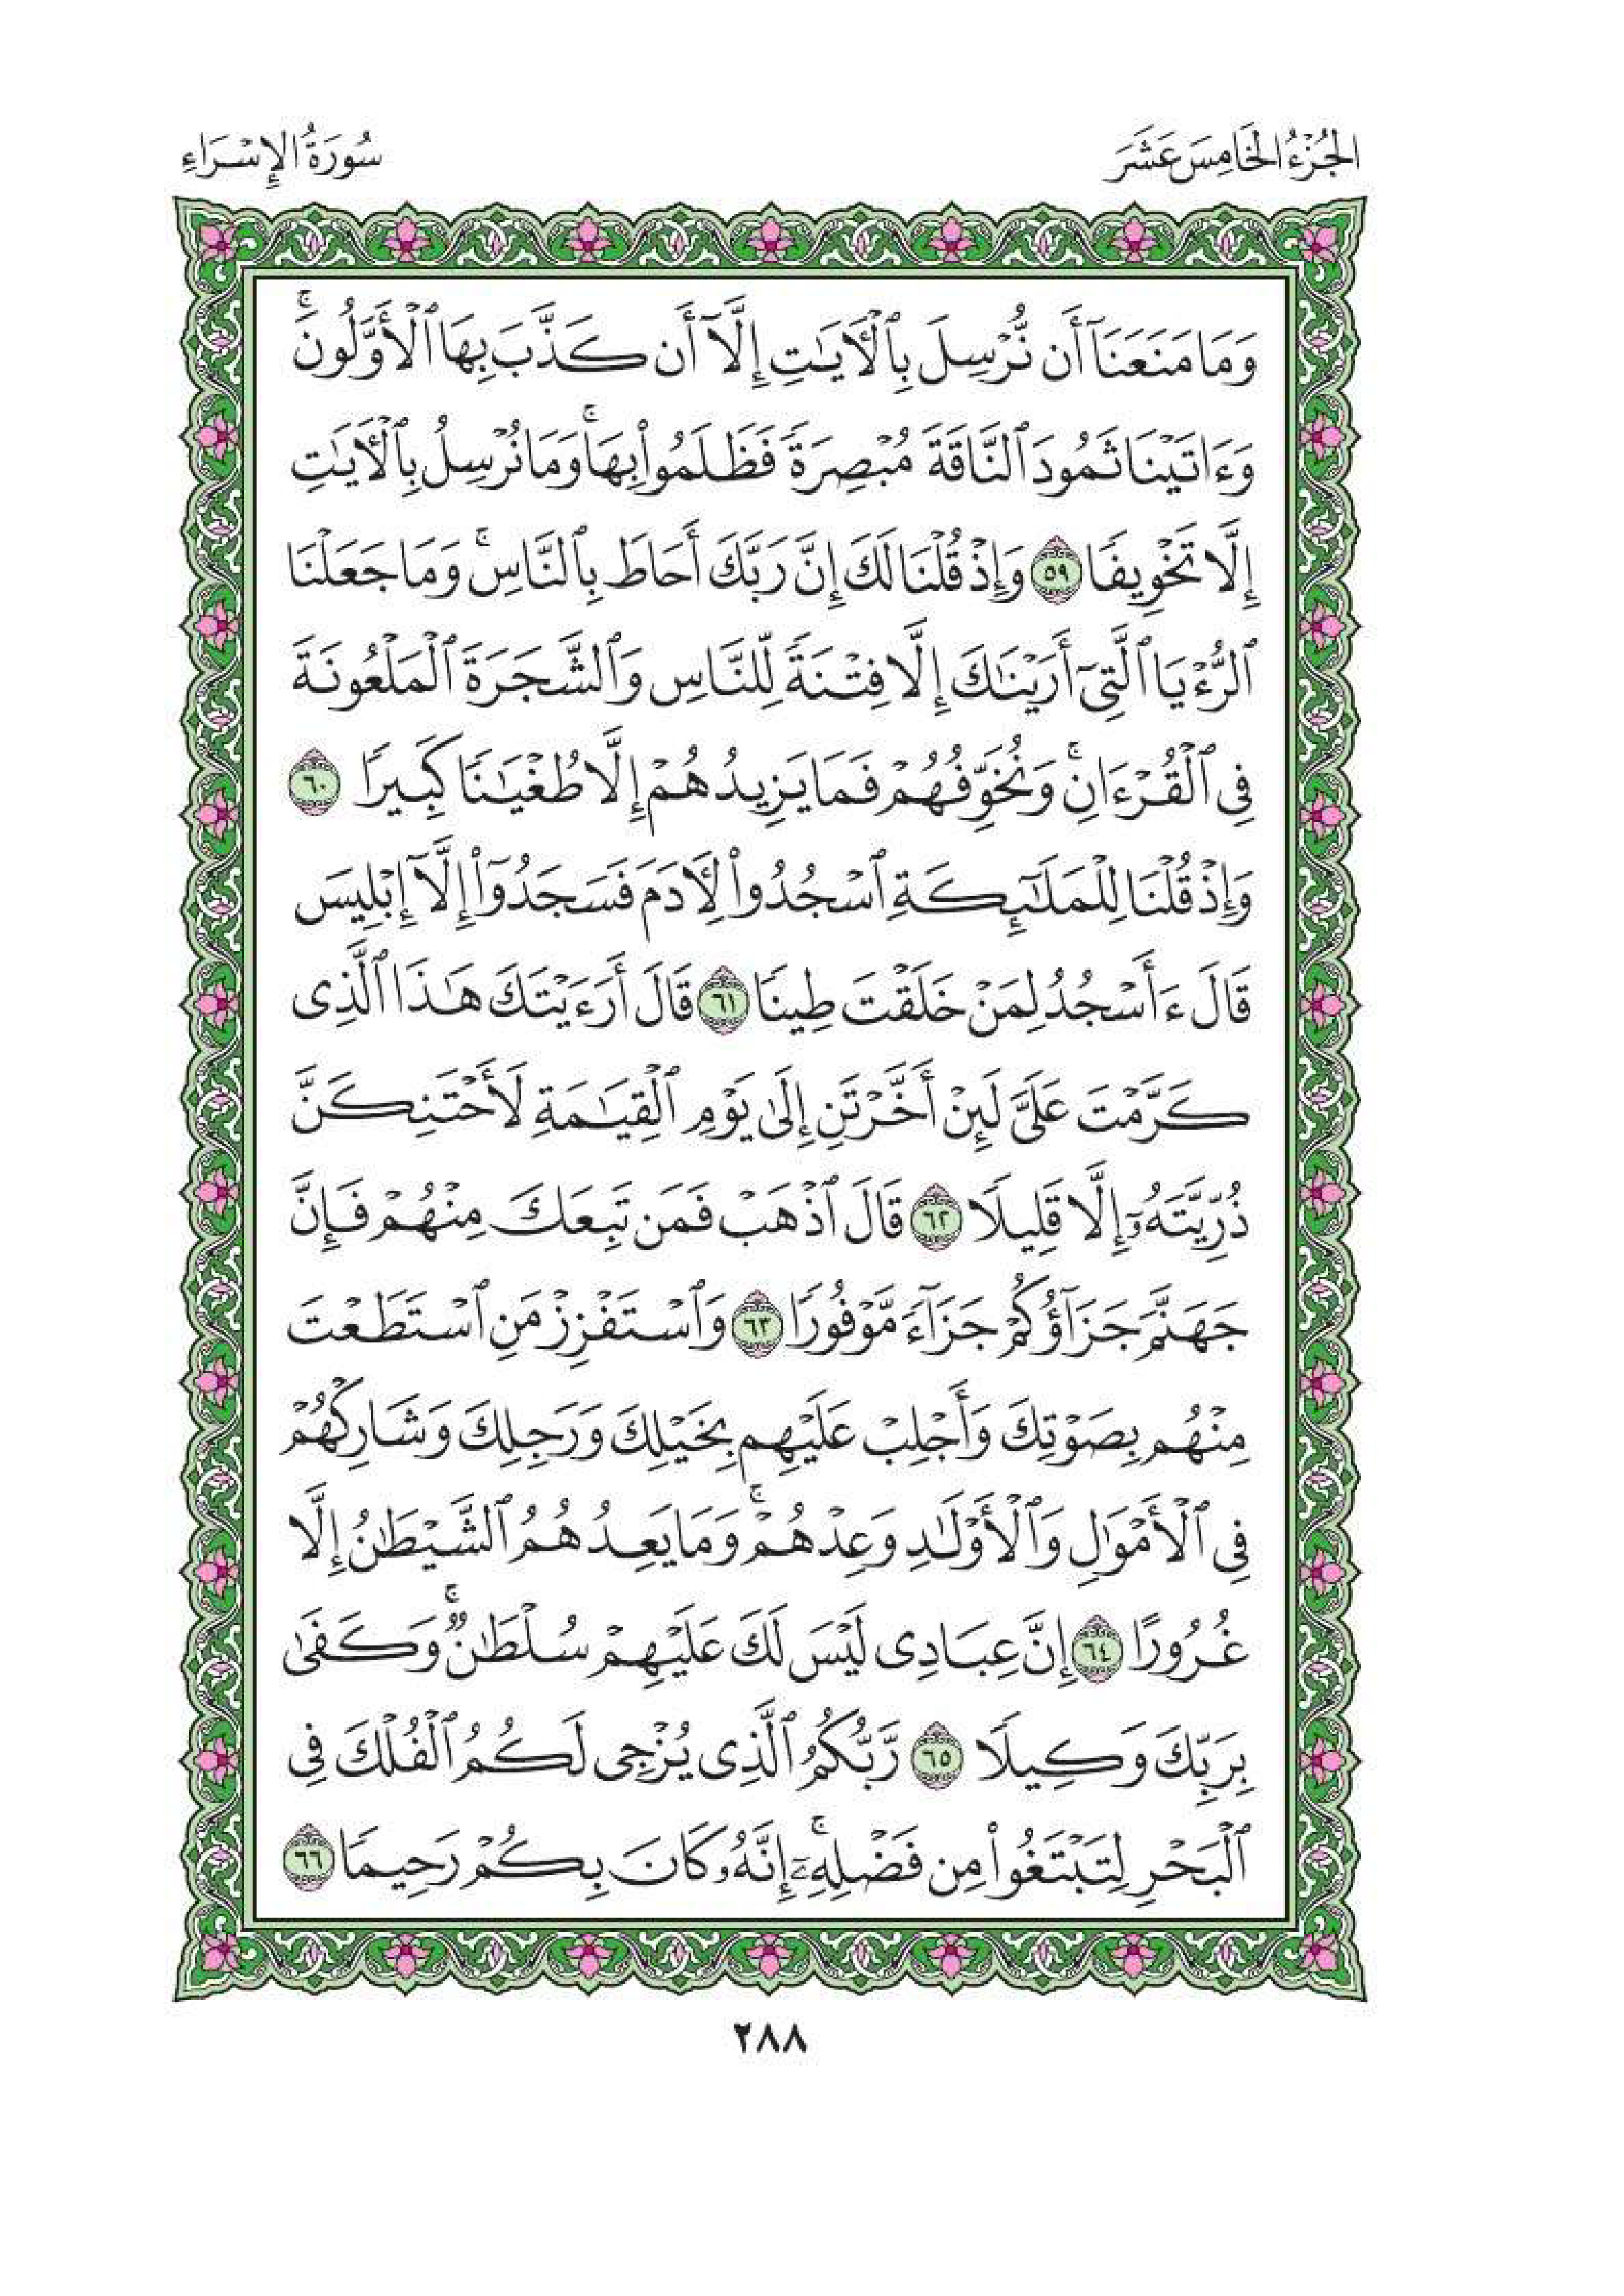 الجُزْءُ الخَامِسَ عَشَرَ
سُورَةُ الإِسْرَاءِ
وَمَا مَنَعَنَآ أَن نُّرْسِلَ بِٱلْأَيَٰتِ إِلَّآ أَن كَذَّبَ بِهَا ٱلْأَوَّلُونَۚ
وَءَاتَيْنَا ثَمُودَ ٱلنَّاقَةَ مُبْصِرَةً فَظَلَمُوا۟ بِهَاۚ وَمَا نُرْسِلُ بِٱلْأَيَٰتِ
إِلَّا تَخْوِيفًا ٥٩ وَإِذْ قُلْنَا لَكَ إِنَّ رَبَّكَ أَحَاطَ بِٱلنَّاسِۚ وَمَا جَعَلْنَا
ٱلرُّءْيَا ٱلَّتِىٓ أَرَيْنَٰكَ إِلَّا فِتْنَةً لِّلنَّاسِ وَٱلشَّجَرَةَ ٱلْمَلْعُونَةَ
فِى ٱلْقُرْءَانِۚ وَنُخَوِّفُهُمْ فَمَا يَزِيدُهُمْ إِلَّا طُغْيَٰنًا كَبِيرًا ٦٠
وَإِذْ قُلْنَا لِلْمَلَٰٓئِكَةِ ٱسْجُدُوا۟ لِأَدَمَ فَسَجَدُوٓا۟ إِلَّآ إِبْلِيسَ
قَالَ ءَأَسْجُدُ لِمَنْ خَلَقْتَ طِينًا ٦١ قَالَ أَرَءَيْتَكَ هَٰذَا ٱلَّذِى
كَرَّمْتَ عَلَىَّ لَئِنْ أَخَّرْتَنِ إِلَىٰ يَوْمِ ٱلْقِيَٰمَةِ لَأَحْتَنِكَنَّ
ذُرِّيَّتَهُۥٓ إِلَّا قَلِيلًا ٦٢ قَالَ ٱذْهَبْ فَمَن تَبِعَكَ مِنْهُمْ فَإِنَّ
جَهَنَّمَ جَزَآؤُكُمْ جَزَآءً مَّوْفُورًا ٦٣ وَٱسْتَفْزِزْ مَنِ ٱسْتَطَعْتَ
مِنْهُم بِصَوْتِكَ وَأَجْلِبْ عَلَيْهِم بِخَيْلِكَ وَرَجِلِكَ وَشَارِكْهُمْ
فِى ٱلْأَمْوَٰلِ وَٱلْأَوْلَٰدِ وَعِدْهُمْۚ وَمَا يَعِدُهُمُ ٱلشَّيْطَٰنُ إِلَّا
غُرُورًا ٦٤ إِنَّ عِبَادِى لَيْسَ لَكَ عَلَيْهِمْ سُلْطَٰنٌۚ وَكَفَىٰ
بِرَبِّكَ وَكِيلًا ٦٥ رَّبُّكُمُ ٱلَّذِى يُزْجِى لَكُمُ ٱلْفُلْكَ فِى
ٱلْبَحْرِ لِتَبْتَغُوا۟ مِن فَضْلِهِۦٓۚ إِنَّهُۥ كَانَ بِكُمْ رَحِيمًا ٦٦
٢٨٨